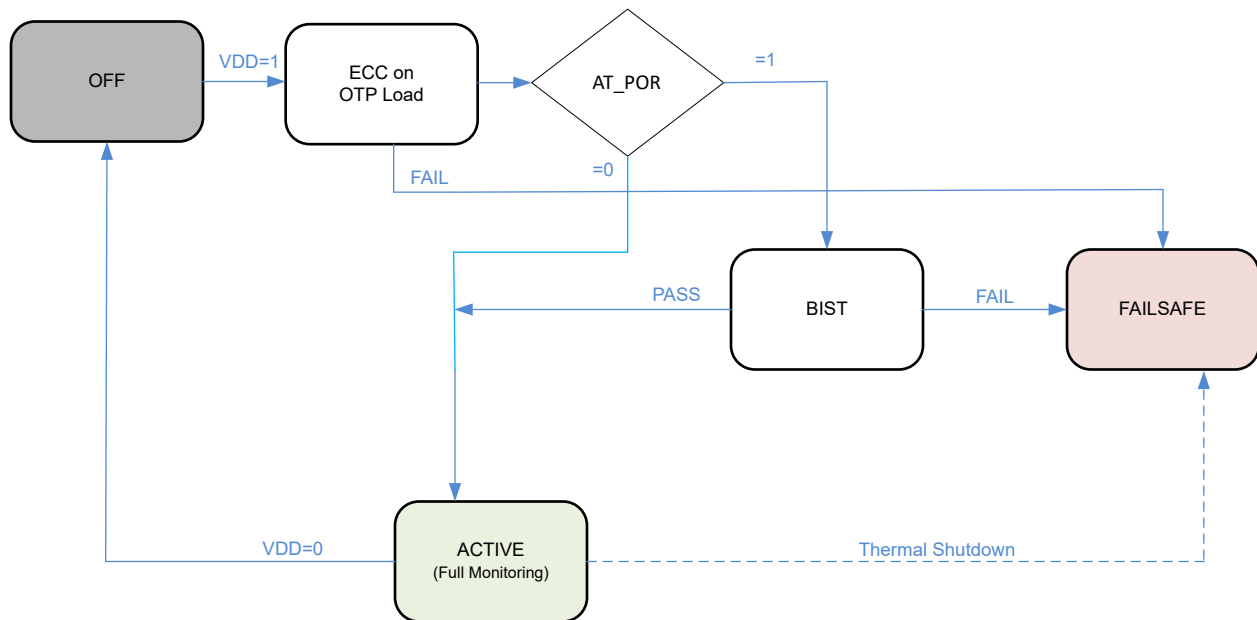 OFF
VDD=1
ECC on
OTP Load
AT_POR
=1
=0
FAIL
PASS
BIST
FAIL
FAILSAFE
ACTIVE
(Full Monitoring)
VDD=0
Thermal Shutdown